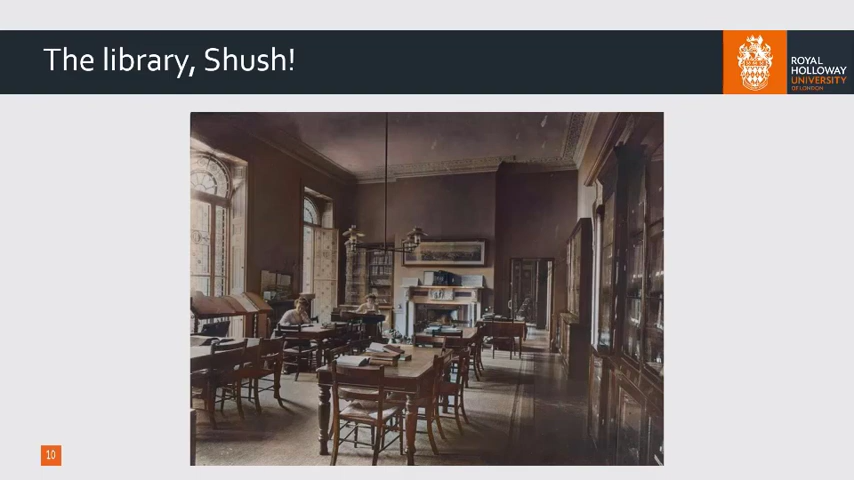 The library, Shush!
ROYAL
HOLLOWAY
UNIVERSITY
OF LONDON
10